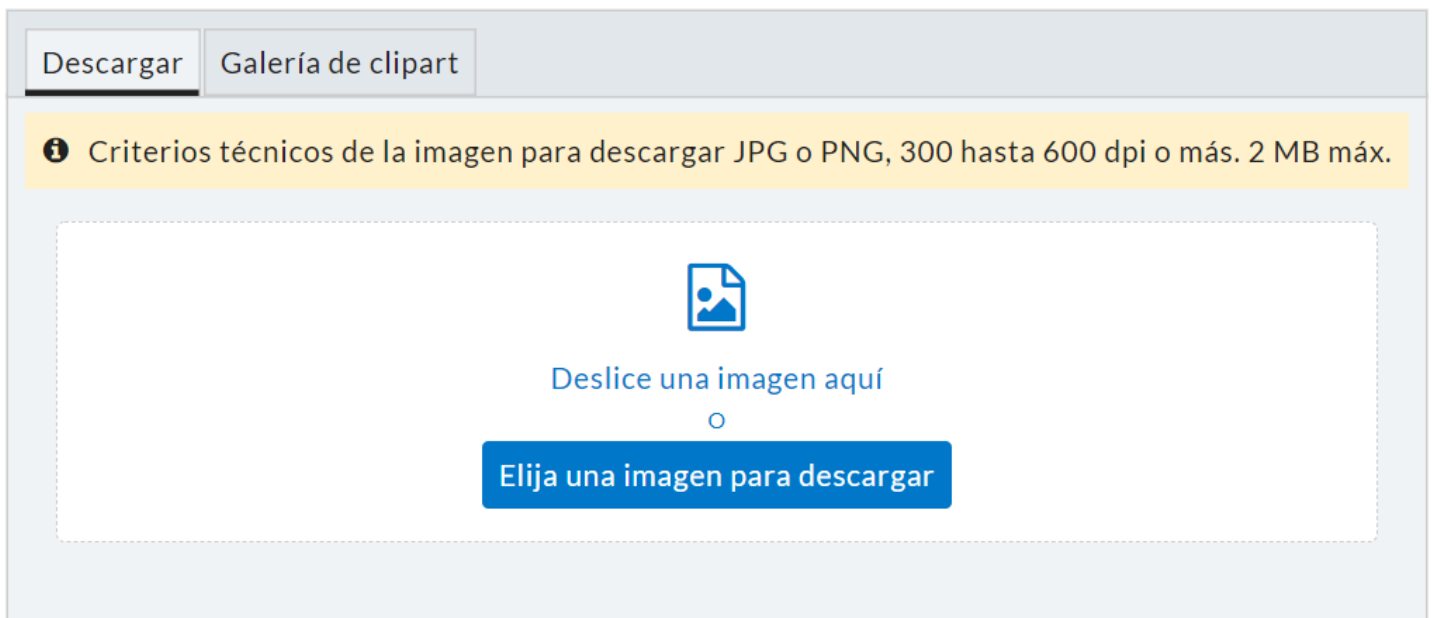 Descargar
Galería de clipart
Criterios técnicos de la imagen para descargar JPG o PNG, 300 hasta 600 dpi o más. 2 MB máx.
Deslice una imagen aquí
O
Elija una imagen para descargar